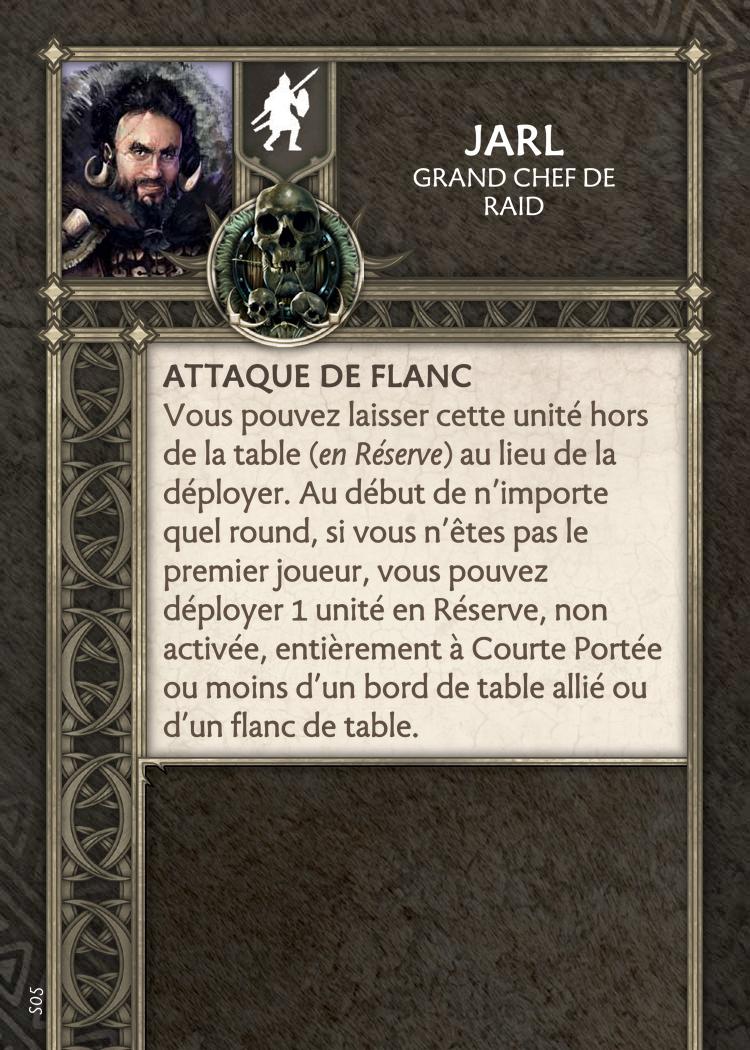 JARL
GRAND CHEF DE
RAID
ATTAQUE DE FLANC
Vous pouvez laisser cette unité hors
de la table (en Réserve) au lieu de la
déployer. Au début de n’importe
quel round, si vous n’êtes pas le
premier joueur, vous pouvez
déployer 1 unité en Réserve, non
activée, entièrement à Courte Portée
ou moins d’un bord de table allié ou
d’un flanc de table.
S05